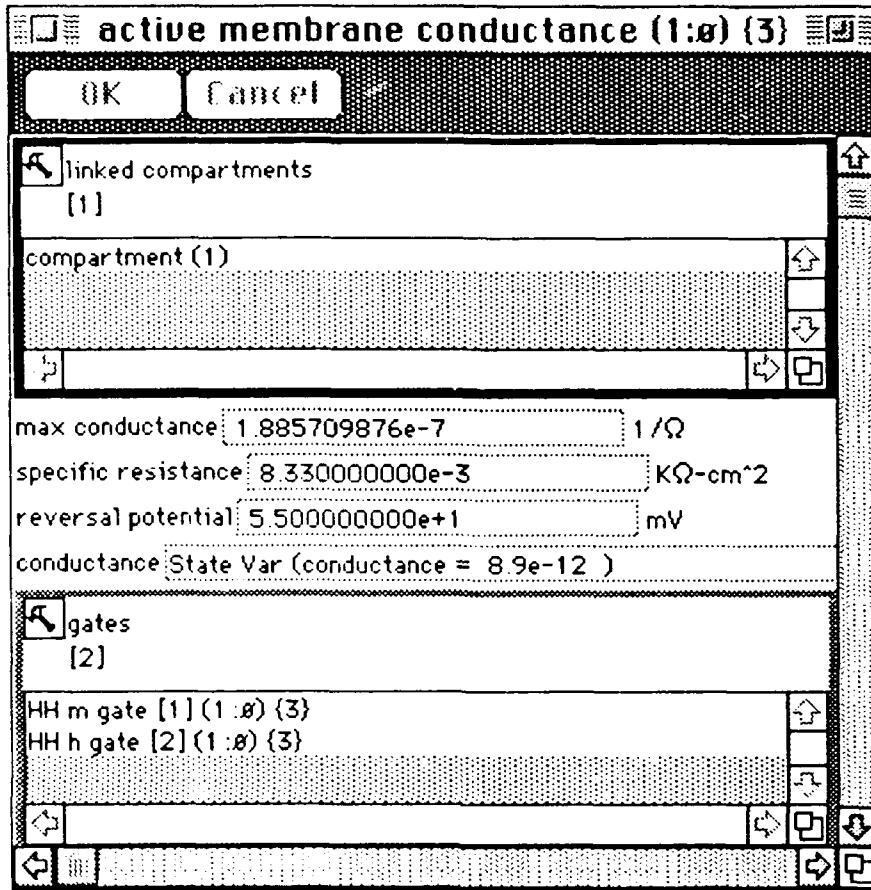 active membrane conductance (1:ø) {3}
OK Cancel
linked compartments
[1]
compartment (1)
max conductance 1.885709876e-7 1/Ω
specific resistance 8.330000000e-3 KΩ-cm^2
reversal potential 5.500000000e+1 mV
conductance State Var (conductance = 8.9e-12 )
gates
[2]
HH m gate [1] (1:ø) {3}
HH h gate [2] (1:ø) {3}